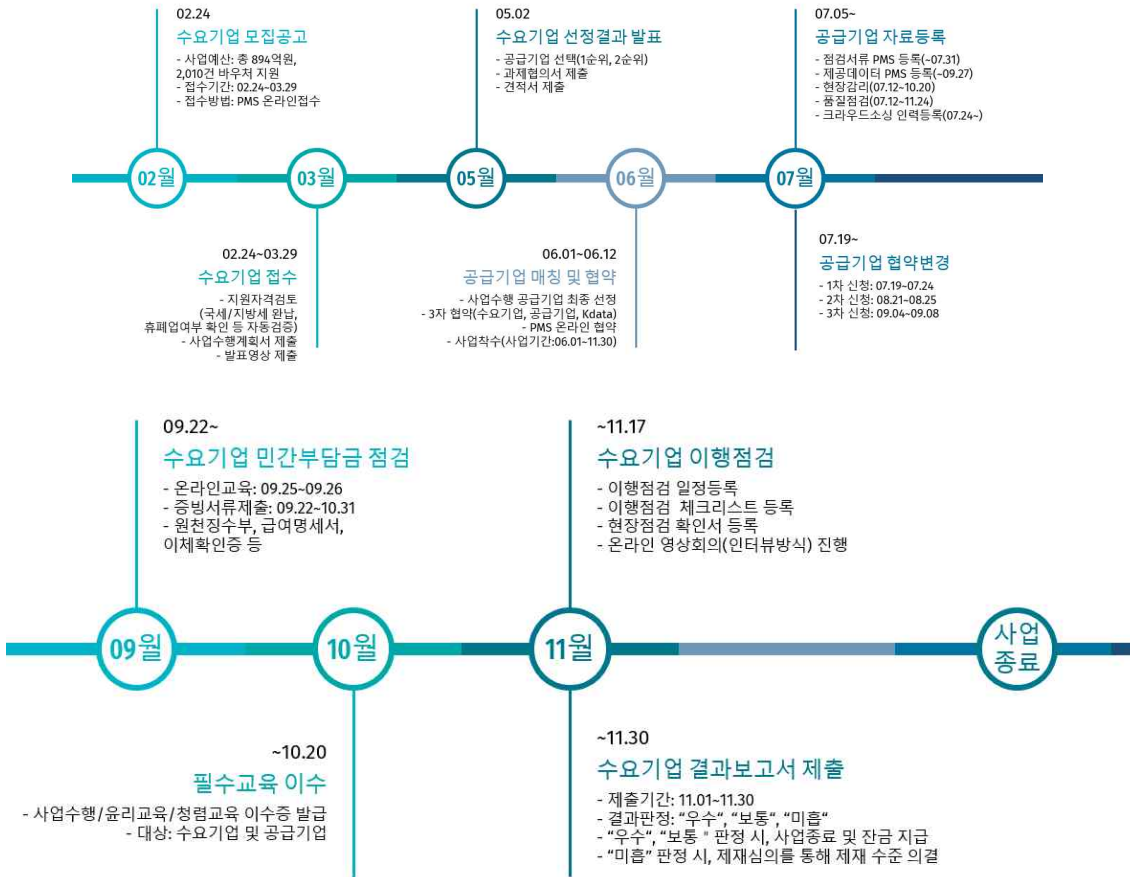 02.24
수요기업 모집공고
- 사업예산: 총 894억원,
2,010건 바우처 지원
- 접수기간: 02.24~03.29
- 접수방법: PMS 온라인접수
05.02
수요기업 선정결과 발표
- 공급기업 선택(1순위, 2순위)
- 과제협의서 제출
- 견적서 제출
07.05~
공급기업 자료등록
- 점검서류 PMS 등록(~07.31)
- 제공데이터 PMS 등록(~09.27)
- 현장감리(07.12~10.20)
- 품질점검(07.12~11.24)
- 크라우드소싱 인력등록(07.24~)
02월
03월
05월
06월
07월
02.24~03.29
수요기업 접수
- 지원자격검토
(국세/지방세 완납,
휴폐업여부 확인 등 자동검증)
- 사업수행계획서 제출
- 발표영상 제출
06.01~06.12
공급기업 매칭 및 협약
- 사업수행 공급기업 최종 선정
- 3자 협약(수요기업, 공급기업, Kdata)
- PMS 온라인 협약
- 사업착수(사업기간:06.01~11.30)
07.19~
공급기업 협약변경
- 1차 신청: 07.19~07.24
- 2차 신청: 08.21~08.25
- 3차 신청: 09.04~09.08
09.22~
수요기업 민간부담금 점검
- 온라인교육: 09.25~09.26
- 증빙서류제출: 09.22~10.31
- 원천징수부, 급여명세서,
이체확인증 등
~11.17
수요기업 이행점검
- 이행점검 일정등록
- 이행점검 체크리스트 등록
- 현장점검 확인서 등록
- 온라인 영상회의(인터뷰방식) 진행
09월
10월
11월
사업
종료
~10.20
필수교육 이수
- 사업수행/윤리교육/청렴교육 이수증 발급
- 대상: 수요기업 및 공급기업
~11.30
수요기업 결과보고서 제출
- 제출기간: 11.01~11.30
- 결과판정: “우수“, “보통“, “미흡“
- “우수“, “보통 “ 판정 시, 사업종료 및 잔금 지급
- “미흡” 판정 시, 제재심의를 통해 제재 수준 의결